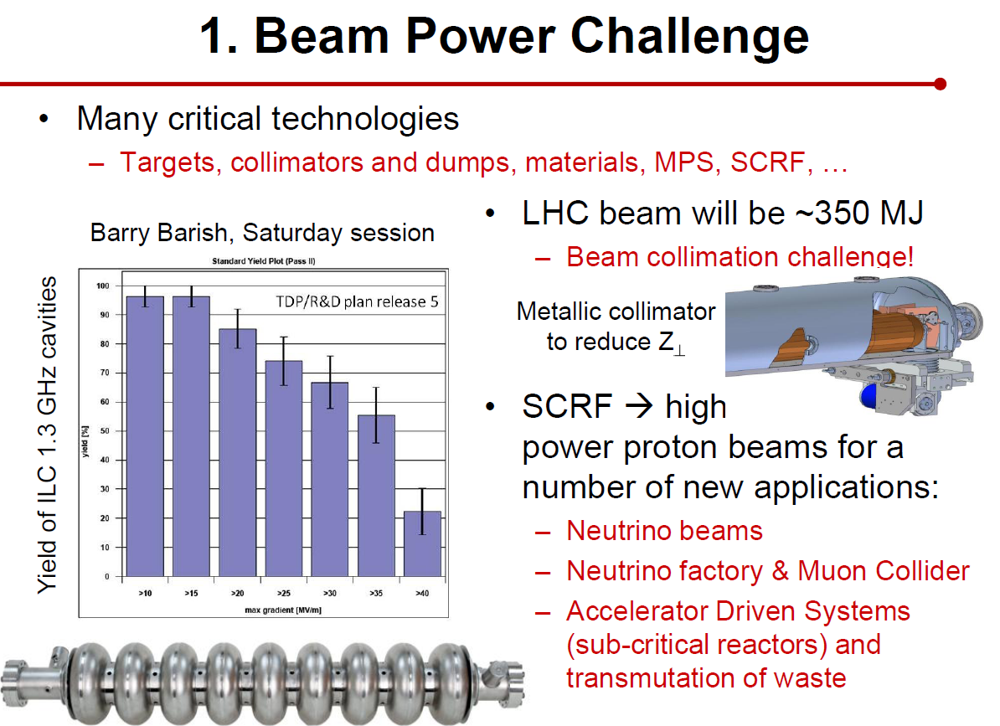 1. Beam Power Challenge
• Many critical technologies
– Targets, collimators and dumps, materials, MPS, SCRF, …
Barry Barish, Saturday session
Yield of ILC 1.3 GHz cavities
Standard Yield Plot (Pass II)
TDP/R&D plan release 5
yield [%]
100
90
80
70
60
50
40
30
20
10
0
>10 >15 >20 >25 >30 >35 >40
max gradient [MV/m]
• LHC beam will be ~350 MJ
– Beam collimation challenge!
Metallic collimator
to reduce Z⊥
• SCRF → high
power proton beams for a
number of new applications:
– Neutrino beams
– Neutrino factory & Muon Collider
– Accelerator Driven Systems
(sub-critical reactors) and
transmutation of waste